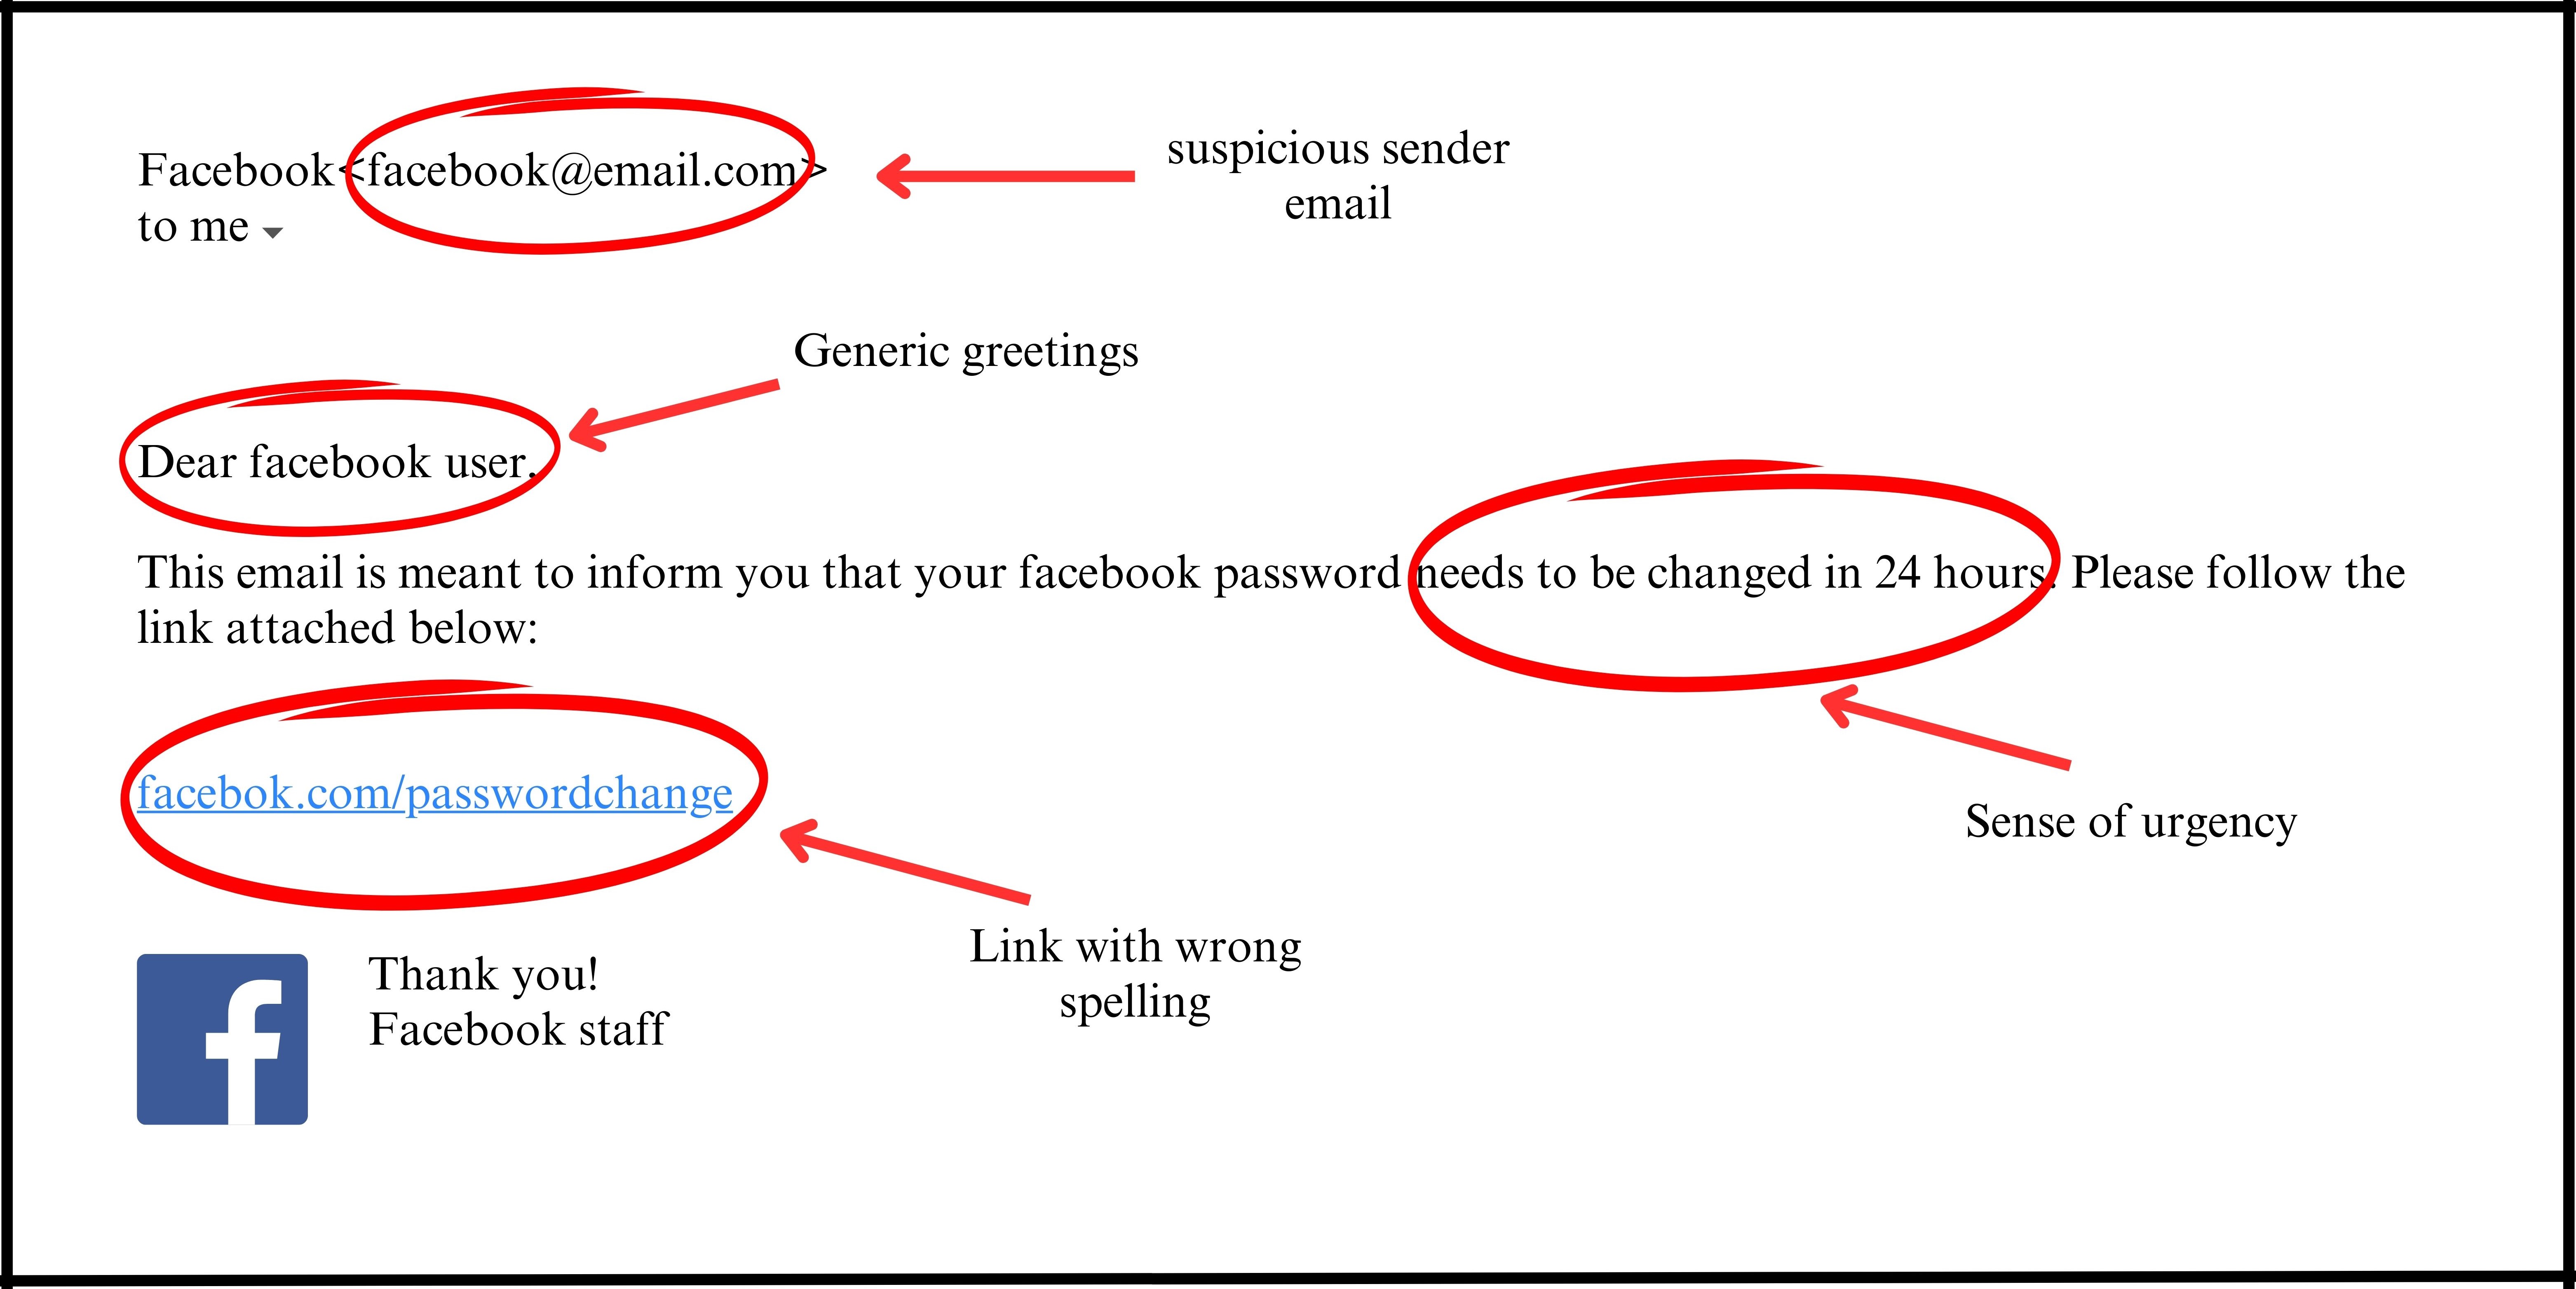 Facebook<facebook@email.com>
to me
suspicious sender
email
Generic greetings
Dear facebook user.
This email is meant to inform you that your facebook password needs to be changed in 24 hours. Please follow the
link attached below:
facebok.com/passwordchange
Sense of urgency
Link with wrong
spelling
f
Thank you!
Facebook staff